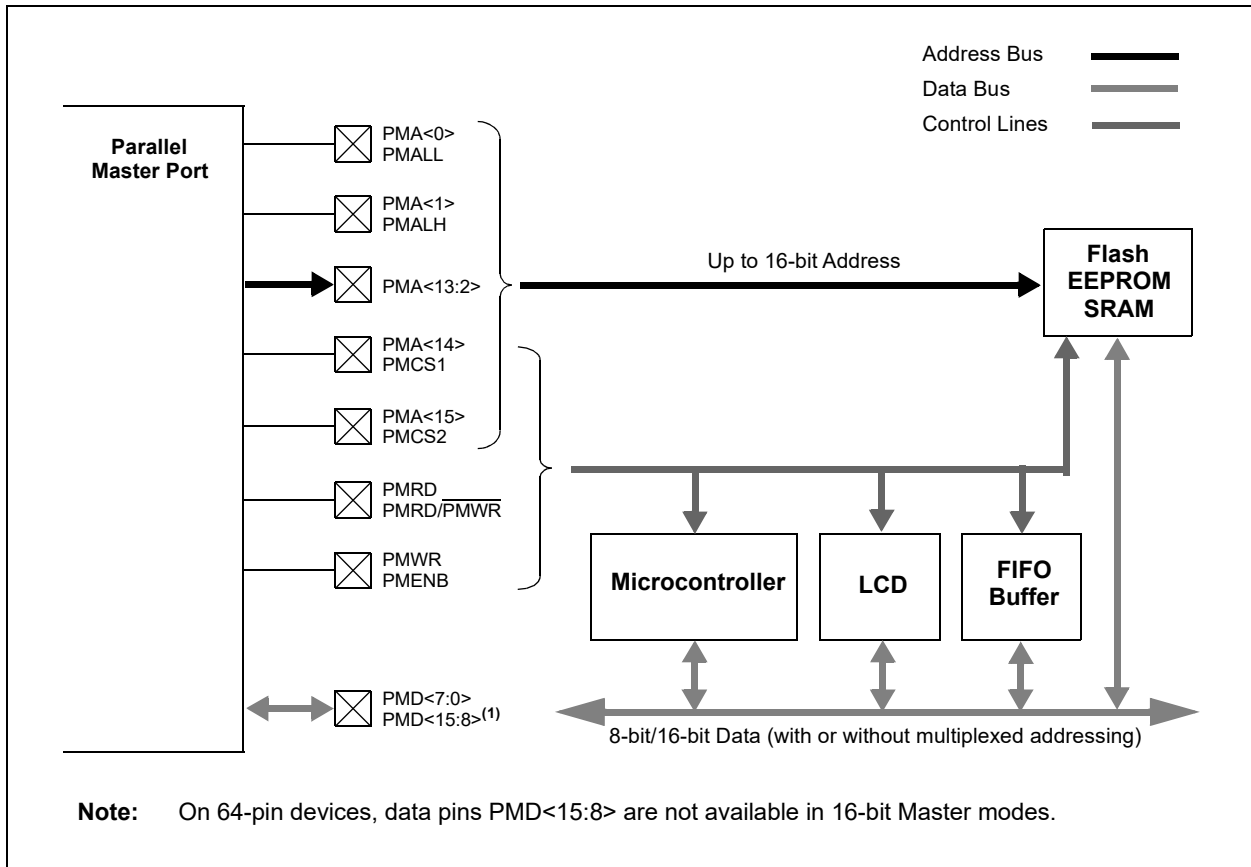 Address Bus
Data Bus
Control Lines
Parallel
Master Port
PMA<0>
PMALL
PMA<1>
PMALH
PMA<13:2>
PMA<14>
PMCS1
PMA<15>
PMCS2
PMRD
PMRD/PMWR
PMWR
PMENB
PMD<7:0>
PMD<15:8>(1)
Up to 16-bit Address
Flash
EEPROM
SRAM
Microcontroller
LCD
FIFO
Buffer
8-bit/16-bit Data (with or without multiplexed addressing)
Note: On 64-pin devices, data pins PMD<15:8> are not available in 16-bit Master modes.